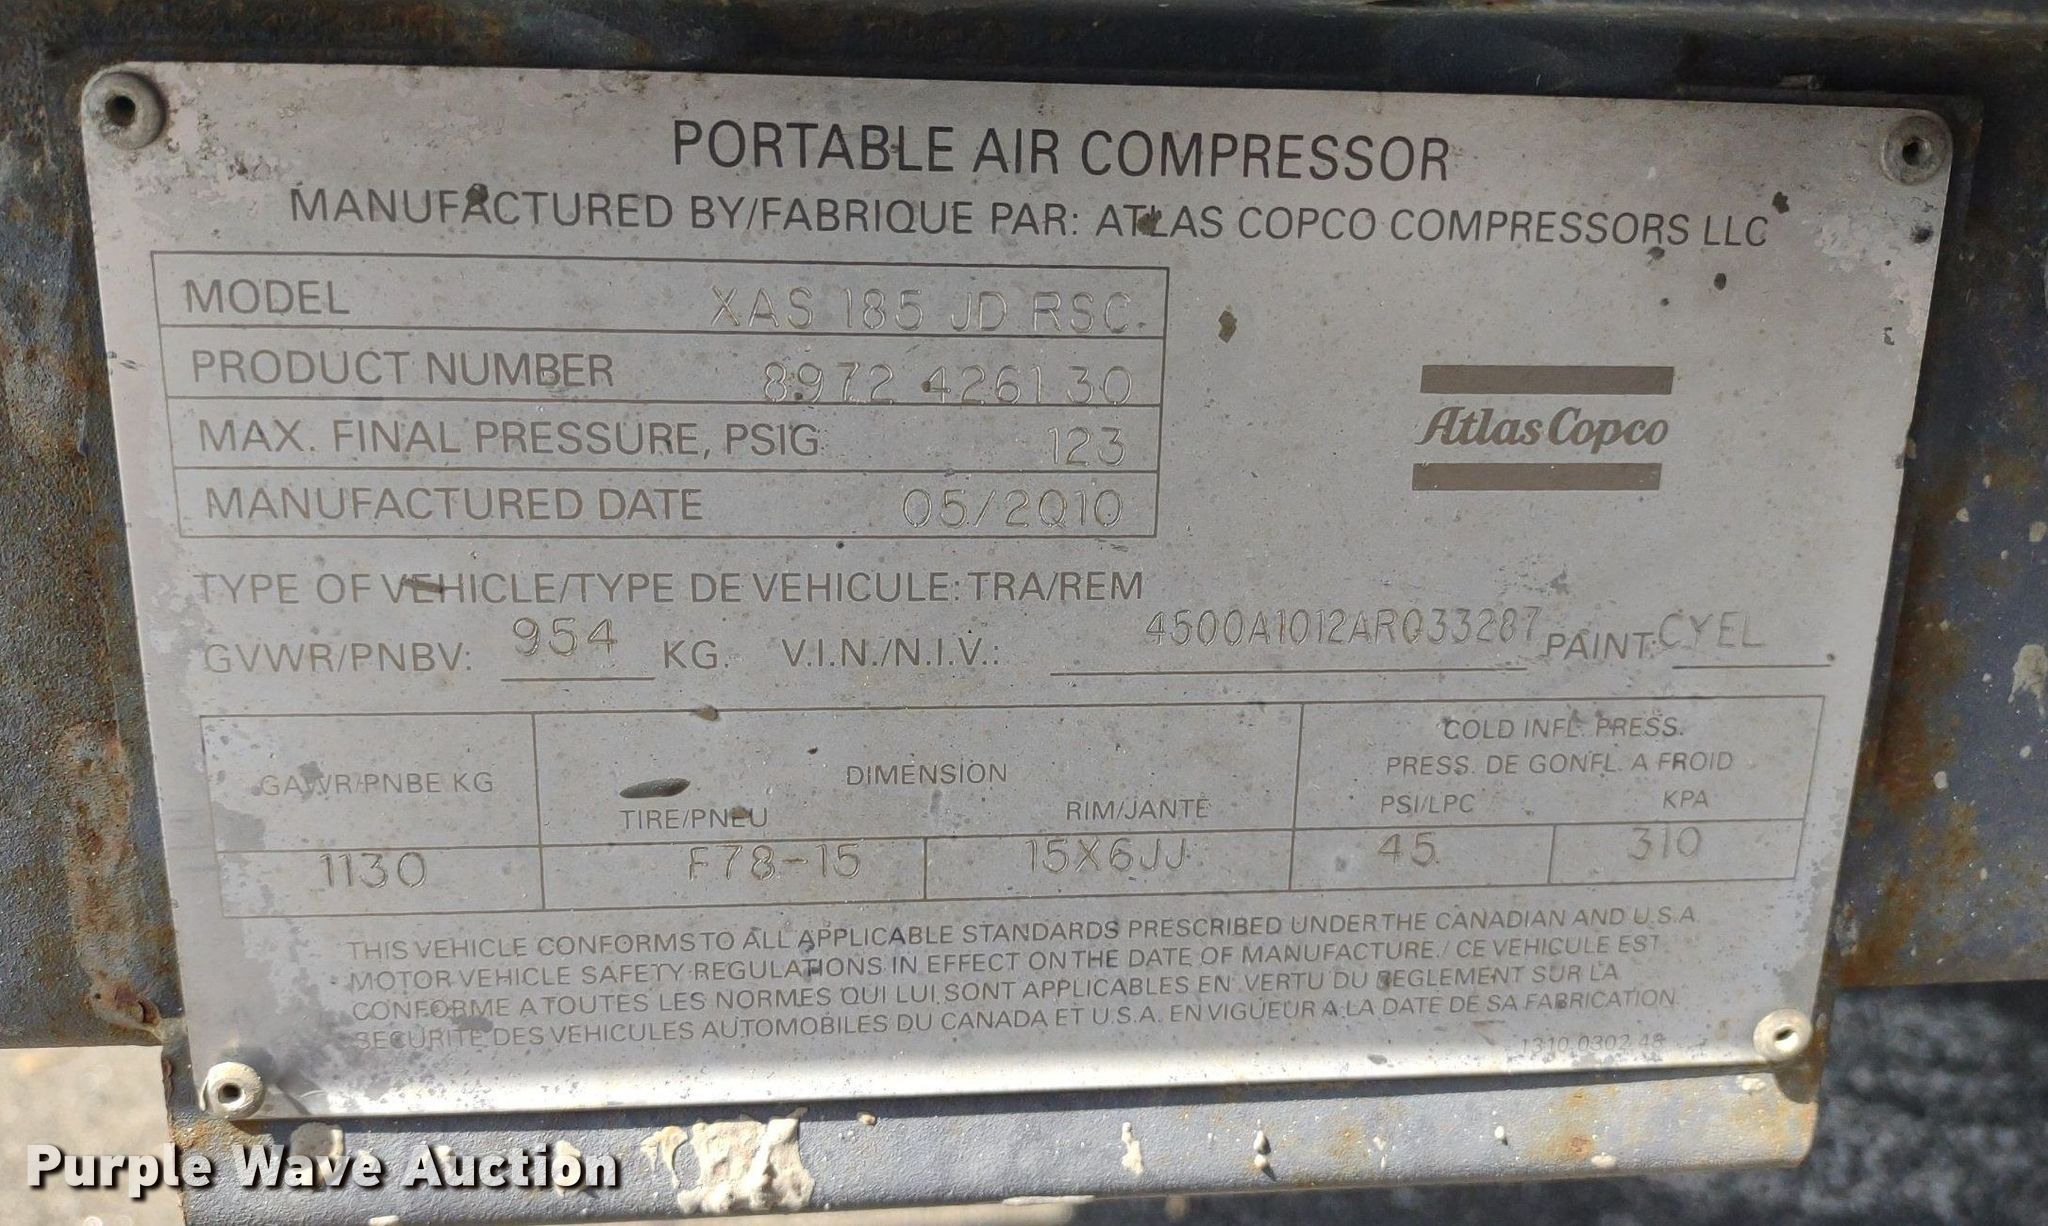 PORTABLE AIR COMPRESSOR
MANUFACTURED BY/FABRIQUE PAR: ATLAS COPCO COMPRESSORS LLC
MODEL XAS 185 JD RSC
PRODUCT NUMBER 8972 426130
MAX. FINAL PRESSURE, PSIG 123
MANUFACTURED DATE 05/2010
Atlas Copco
TYPE OF VEHICLE/TYPE DE VEHICULE: TRA/REM
GVWR/PNBV: 954 KG. V.I.N./N.I.V.: 4500A1012AR033287 PAINT: CYEL
COLD INFL. PRESS.
GAWR/PNBE KG DIMENSION PRESS. DE GONFL. A FROID
TIRE/PNEU RIM/JANTE PSI/LPC KPA
1130 F78-15 15X6JJ 45 310
THIS VEHICLE CONFORMS TO ALL APPLICABLE STANDARDS PRESCRIBED UNDER THE CANADIAN AND U.S.A
MOTOR VEHICLE SAFETY REGULATIONS IN EFFECT ON THE DATE OF MANUFACTURE./ CE VEHICULE EST
CONFORME A TOUTES LES NORMES QUI LUI SONT APPLICABLES EN VERTU DU REGLEMENT SUR LA
SECURITE DES VEHICULES AUTOMOBILES DU CANADA ET U.S.A. EN VIGUEUR A LA DATE DE SA FABRICATION
1310 0302 48
Purple Wave Auction